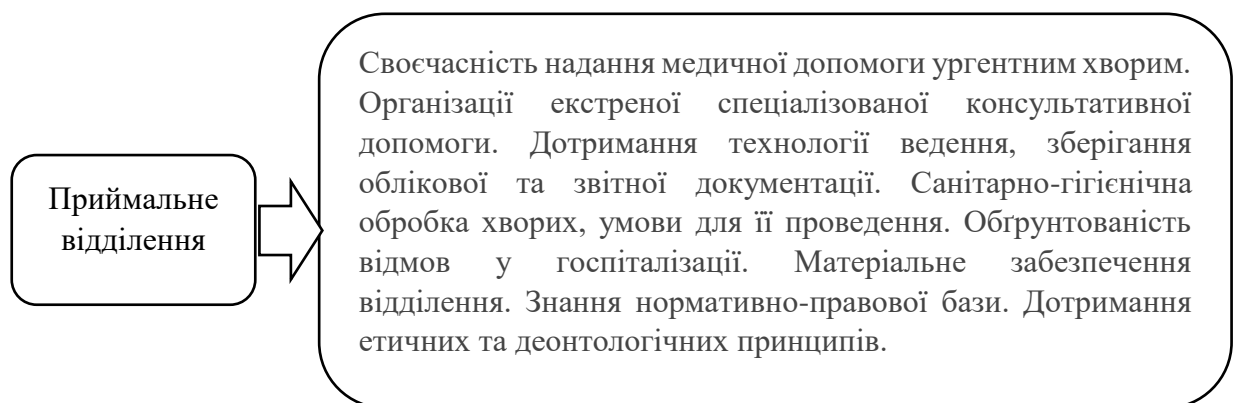 Приймальне
відділення
Своєчасність надання медичної допомоги ургентним хворим.
Організації екстреної спеціалізованої консультативної
допомоги. Дотримання технології ведення, зберігання
облікової та звітної документації. Санітарно-гігієнічна
обробка хворих, умови для її проведення. Обґрунтованість
відмов у госпіталізації. Матеріальне забезпечення
відділення. Знання нормативно-правової бази. Дотримання
етичних та деонтологічних принципів.